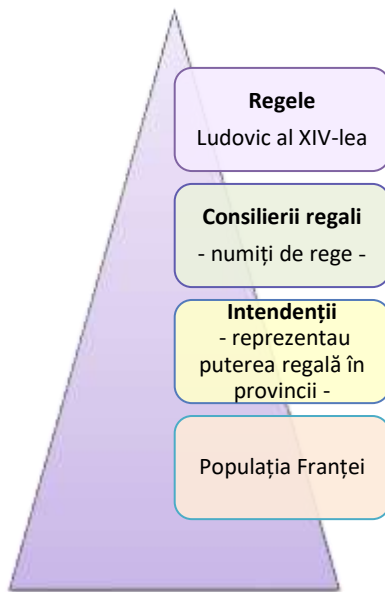 Regele
Ludovic al XIV-lea
Consilierii regali
- numiți de rege -
Intendenții
- reprezentau
puterea regală în
provincii -
Populația Franței